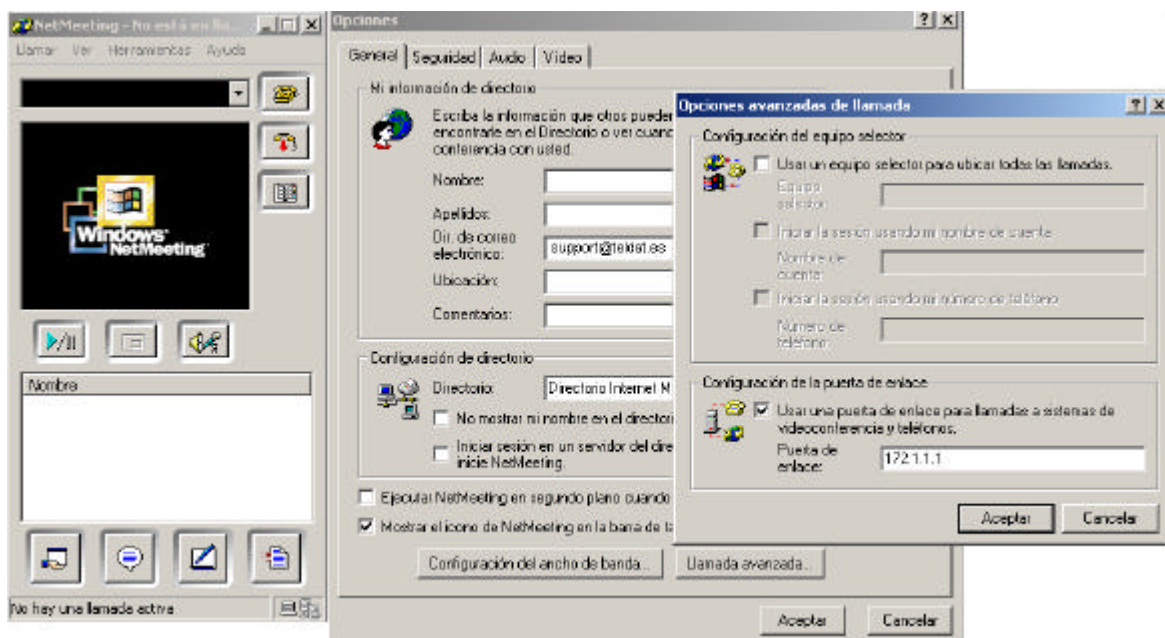 NetMeeting - No está en lla...
Llamar Ver Herramientas Ayuda
Windows
NetMeeting
Nombre
No hay una llamada activa
Opciones
General Seguridad Audio Vídeo
Mi información de directorio
Escriba la información que otros pueden
encontrarle en el Directorio o ver cuand
conferencia con usted.
Nombre:
Apellidos:
Dir. de correo
electrónico:
support@teldat.es
Ubicación:
Comentarios:
Configuración de directorio
Directorio:
Directorio Internet M
No mostrar mi nombre en el directori
Iniciar sesión en un servidor del dire
inicie NetMeeting.
Ejecutar NetMeeting en segundo plano cuando
Mostrar el icono de NetMeeting en la barra de ta
Configuración del ancho de banda...
Llamada avanzada...
Aceptar
Cancelar
Opciones avanzadas de llamada
Configuración del equipo selector
Usar un equipo selector para ubicar todas las llamadas.
Equipo
selector:
Iniciar la sesión usando mi nombre de cuenta
Nombre de
cuenta:
Iniciar la sesión usando mi número de teléfono
Número de
teléfono:
Configuración de la puerta de enlace
Usar una puerta de enlace para llamadas a sistemas de
videoconferencia y teléfonos.
Puerta de
enlace:
172.1.1.1
Aceptar
Cancelar